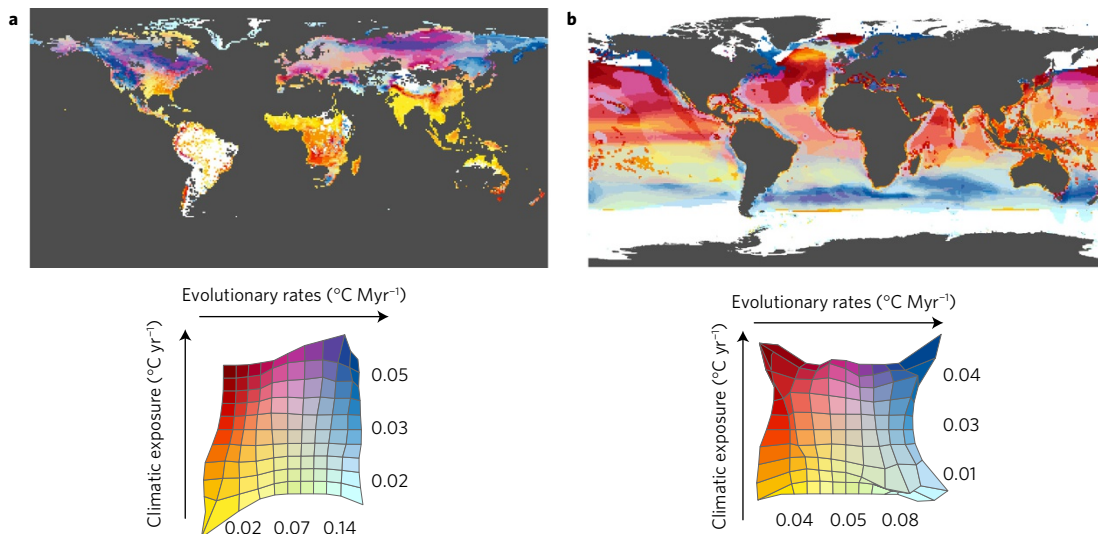 a
b
Evolutionary rates (°C Myr⁻¹)
Climatic exposure (°C yr⁻¹)
0.05
0.03
0.02
0.02 0.07 0.14
Evolutionary rates (°C Myr⁻¹)
Climatic exposure (°C yr⁻¹)
0.04
0.03
0.01
0.04 0.05 0.08